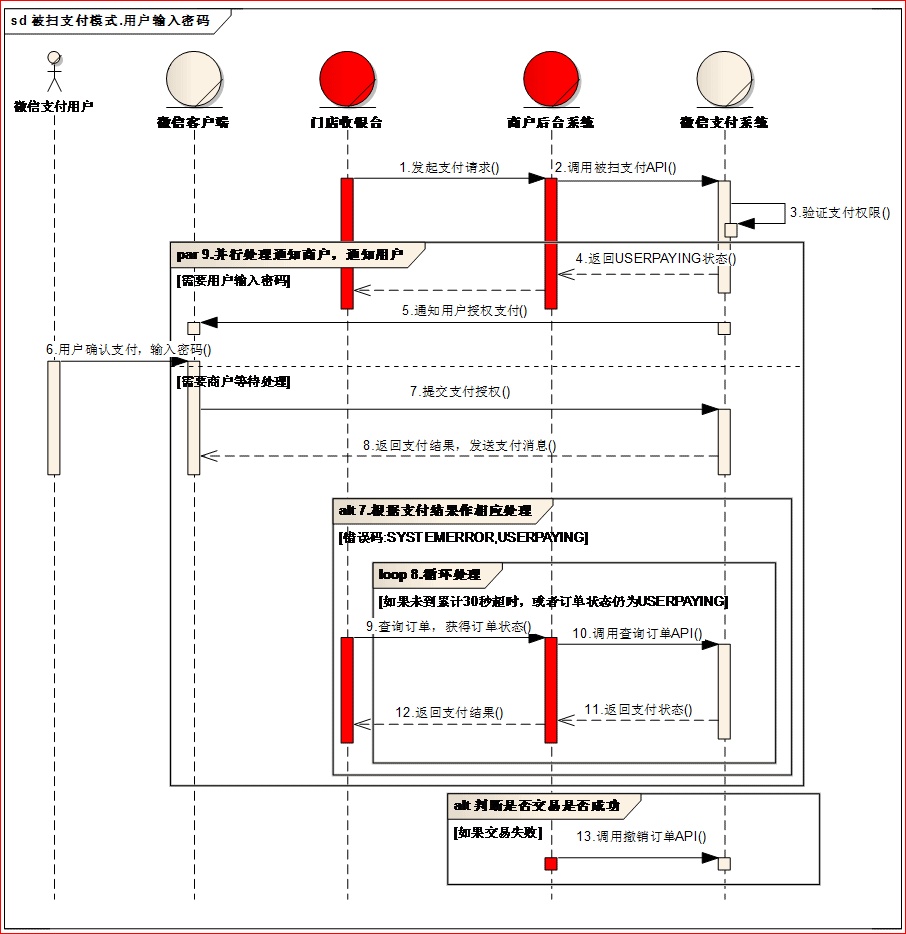 sd 被扫支付模式.用户输入密码
微信支付用户
微信客户端
门店收银台
商户后台系统
微信支付系统
1.发起支付请求()
2.调用被扫支付API()
3.验证支付权限()
par 9.并行处理通知商户，通知用户
4.返回USERPAYING状态()
[需要用户输入密码]
5.通知用户授权支付()
6.用户确认支付，输入密码()
[需要商户等待处理]
7.提交支付授权()
8.返回支付结果，发送支付消息()
alt 7.根据支付结果作相应处理
[错误码:SYSTEMERROR,USERPAYING]
loop 8.循环处理
[如果未到累计30秒超时，或者订单状态仍为USERPAYING]
9.查询订单，获得订单状态()
10.调用查询订单API()
11.返回支付状态()
12.返回支付结果()
alt 判断是否交易是否成功
[如果交易失败]
13.调用撤销订单API()